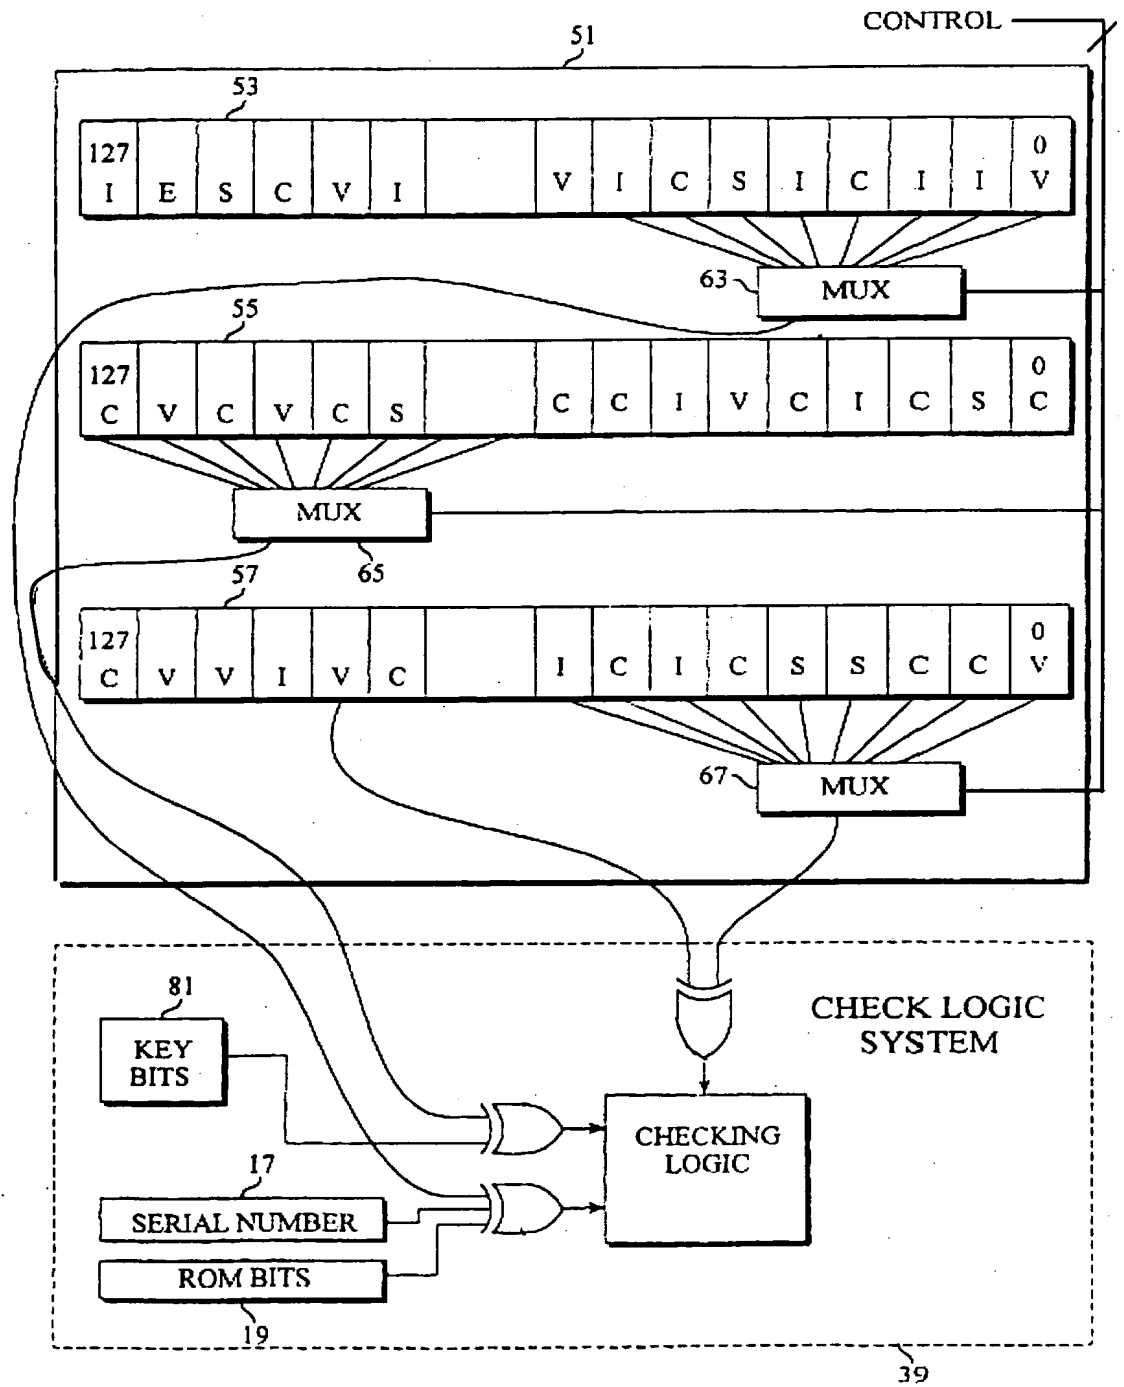 CONTROL
51
53
127 0
I E S C V I V I C S I C I I V
63
MUX
55
127 0
C V C V C S C C I V C I C S C
MUX
65
57
127 0
C V V I V C I C I C S S C C V
67
MUX
81
KEY
BITS
CHECK LOGIC
SYSTEM
CHECKING
LOGIC
17
SERIAL NUMBER
ROM BITS
19
39